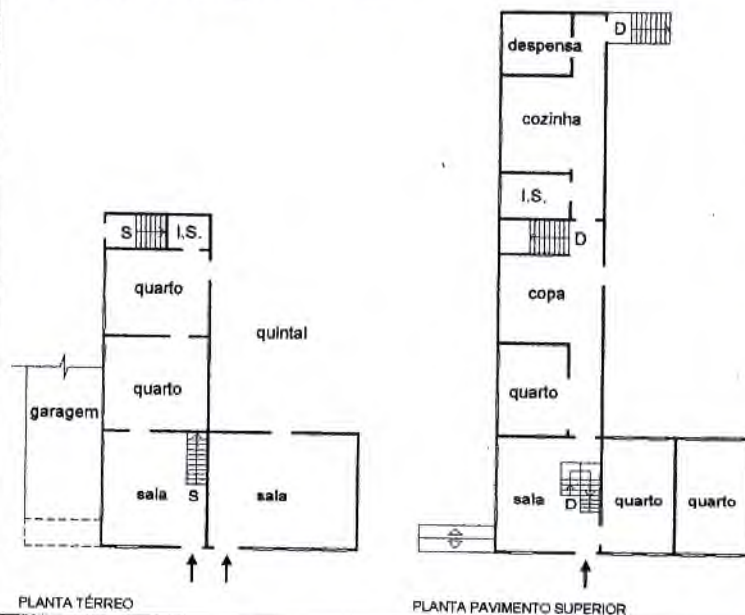 S
I.S.
quarto
quintal
quarto
garagem
sala
S
sala
PLANTA TÉRREO
despensa
D
cozinha
I.S.
D
copa
quarto
sala
D
quarto
quarto
PLANTA PAVIMENTO SUPERIOR